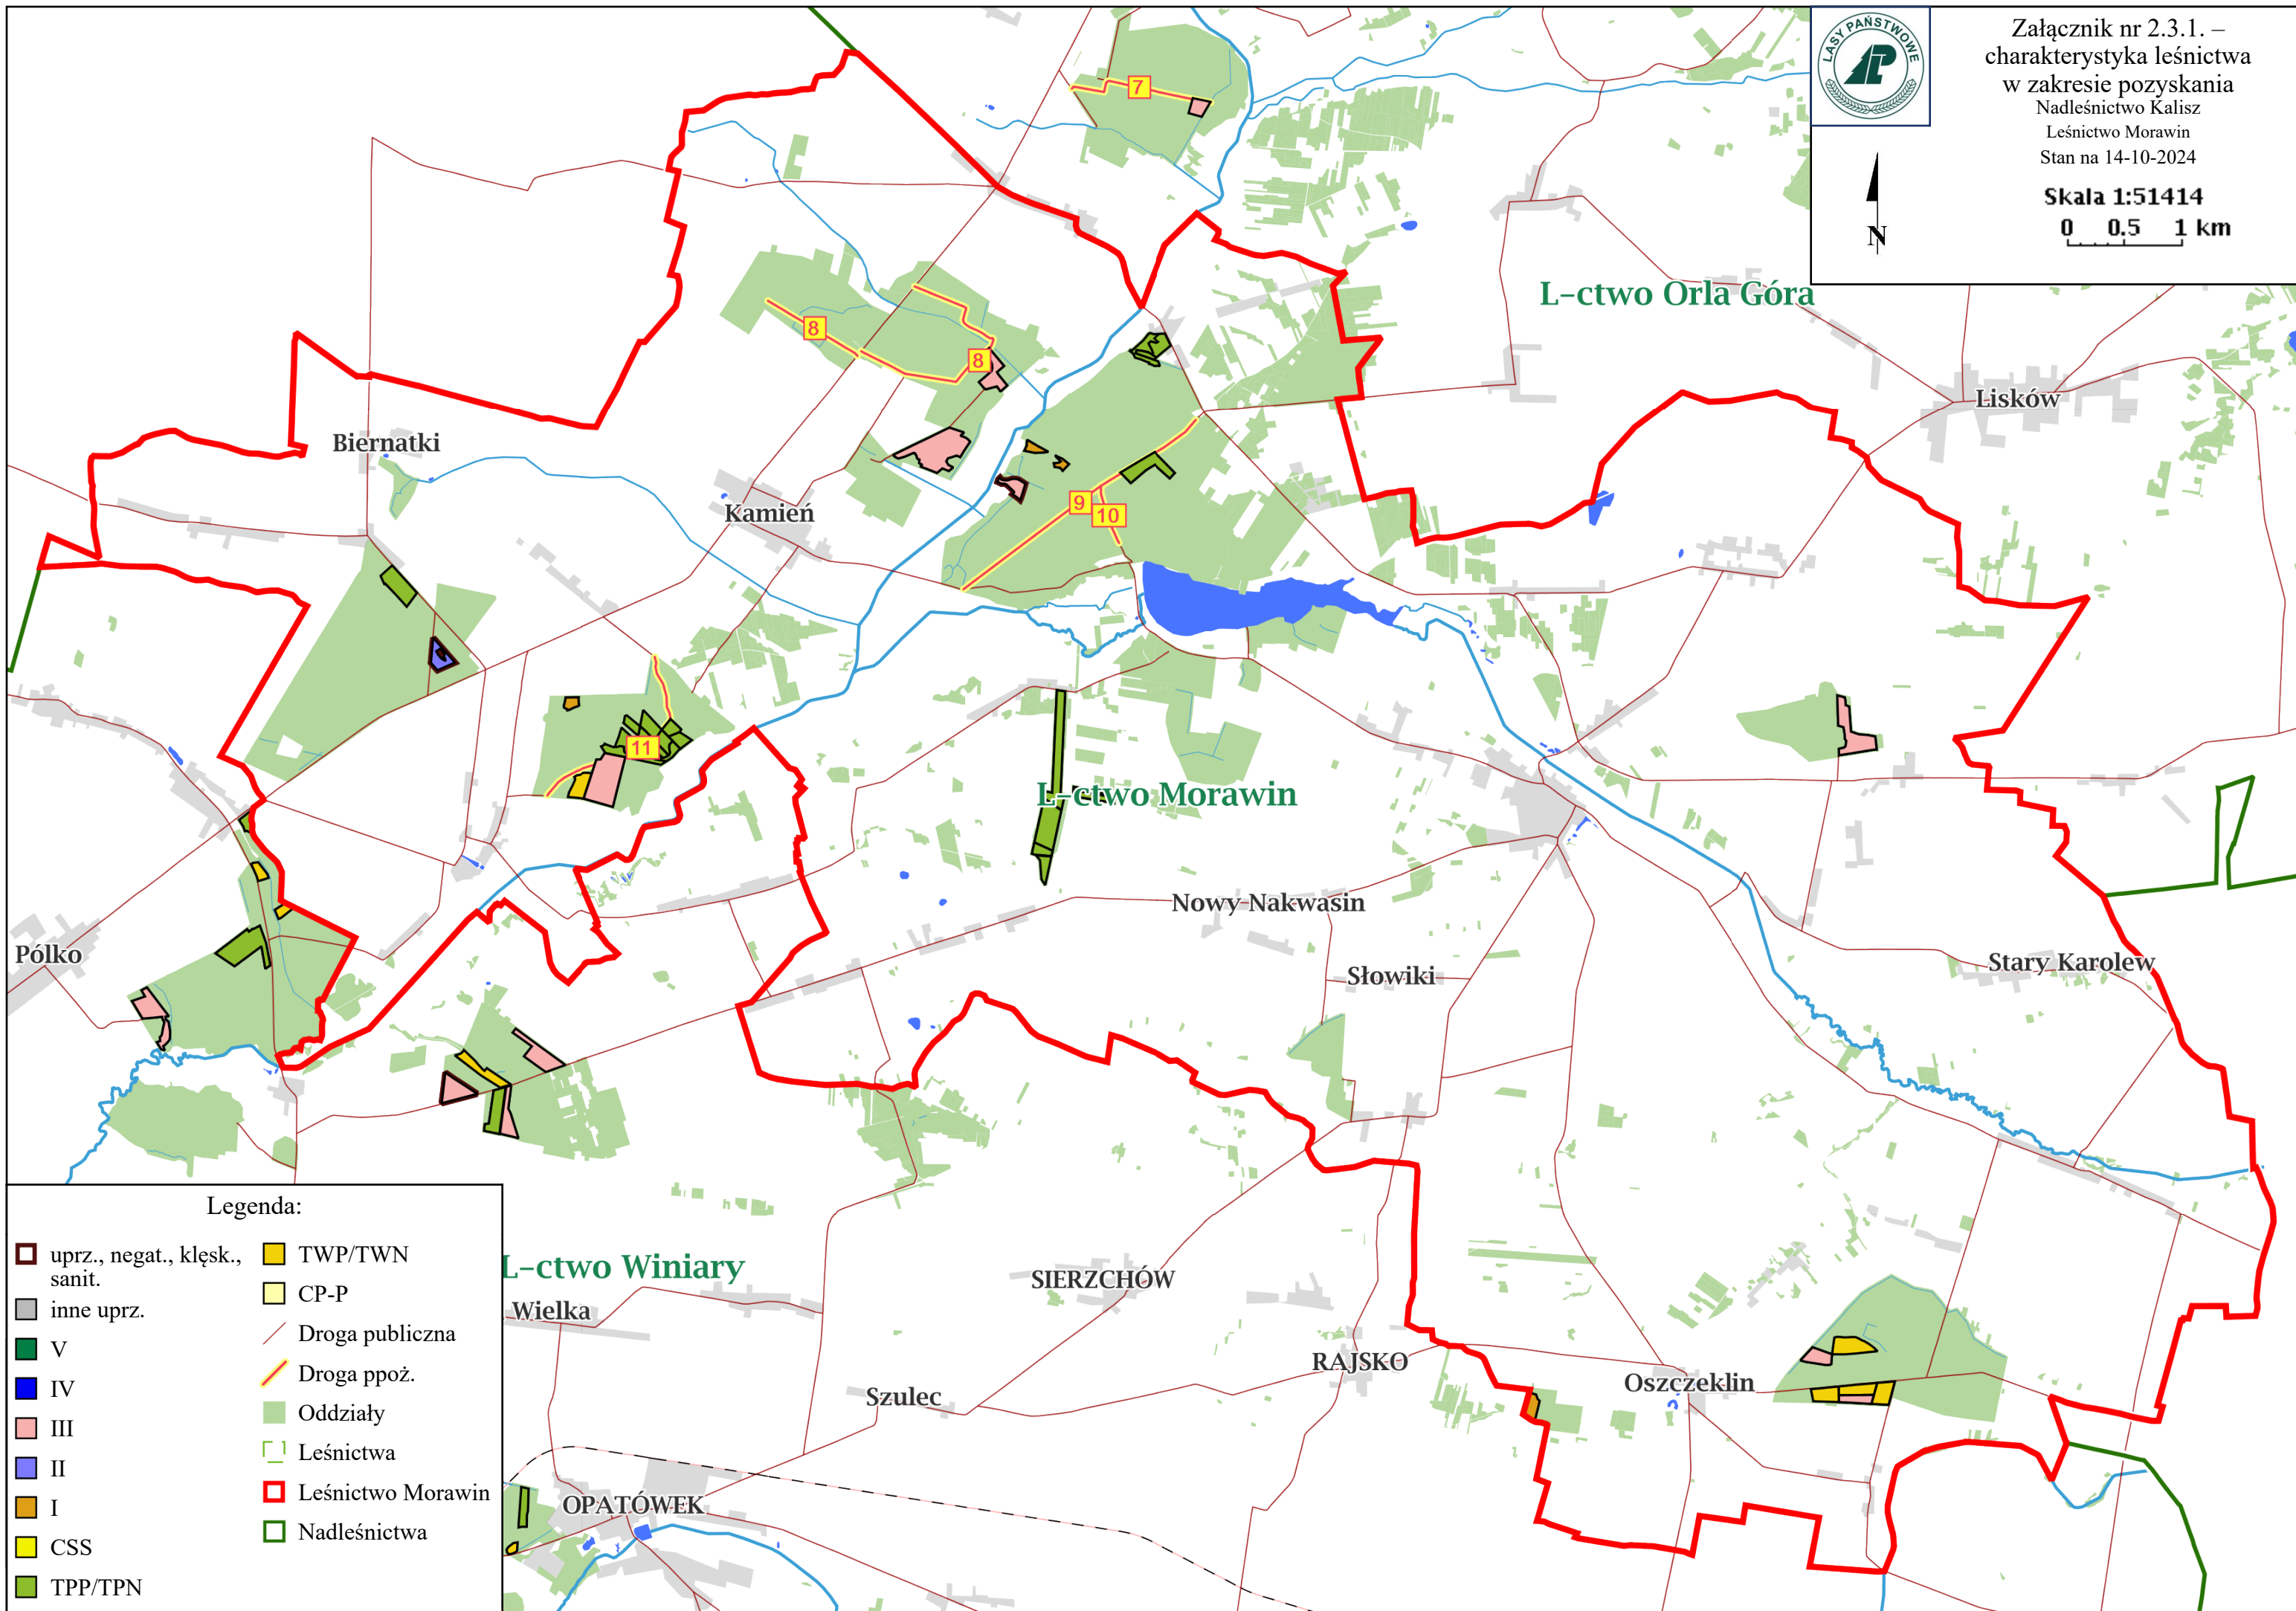 LASY PAŃSTWOWE
LP
Załącznik nr 2.3.1. –
charakterystyka leśnictwa
w zakresie pozyskania
Nadleśnictwo Kalisz
Leśnictwo Morawin
Stan na 14-10-2024
Skala 1:51414
0 0.5 1 km
N
7
L-ctwo Orla Góra
8
8
Lisków
Biernatki
Kamień
9
10
11
L-ctwo Morawin
Nowy Nakwasin
Pólko
Słowiki
Stary Karolew
L-ctwo Winiary
SIERZCHÓW
Wielka
RAJSKO
Oszczeklin
Szulec
OPATÓWEK
Legenda:
uprz., negat., klęsk.,
sanit.
inne uprz.
V
IV
III
II
I
CSS
TPP/TPN
TWP/TWN
CP-P
Droga publiczna
Droga ppoż.
Oddziały
Leśnictwa
Leśnictwo Morawin
Nadleśnictwa